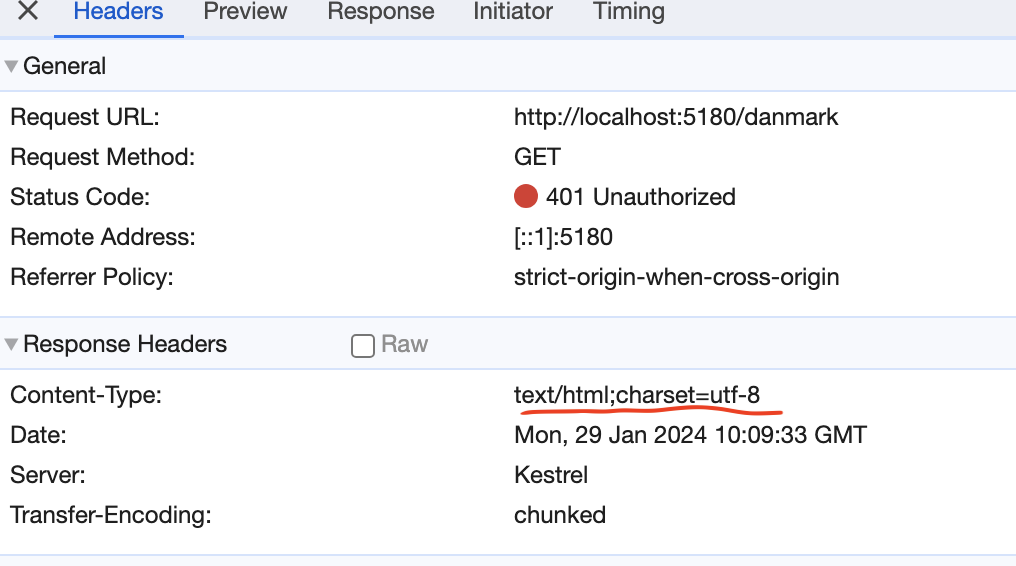 Headers Preview Response Initiator Timing
General
Request URL: http://localhost:5180/danmark
Request Method: GET
Status Code: 401 Unauthorized
Remote Address: [::1]:5180
Referrer Policy: strict-origin-when-cross-origin
Response Headers Raw
Content-Type: text/html;charset=utf-8
Date: Mon, 29 Jan 2024 10:09:33 GMT
Server: Kestrel
Transfer-Encoding: chunked